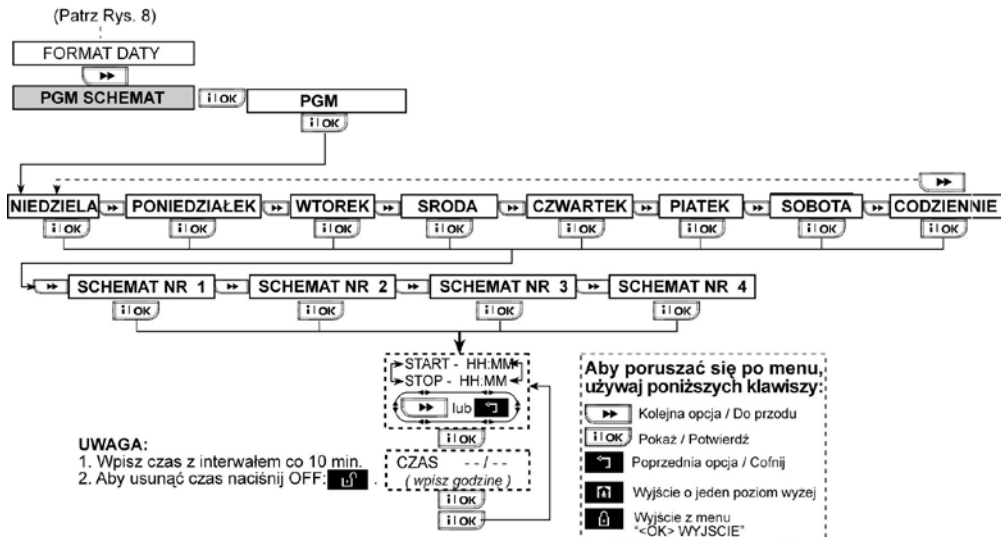 (Patrz Rys. 8)
FORMAT DATY
PGM SCHEMAT
i OK
PGM
i OK
NIEDZIELA PONIEDZIAŁEK WTOREK SRODA CZWARTEK PIATEK SOBOTA CODZIENNIE
i OK i OK i OK i OK i OK i OK i OK i OK
SCHEMAT NR 1 SCHEMAT NR 2 SCHEMAT NR 3 SCHEMAT NR 4
i OK i OK i OK i OK
START - HH:MM
STOP - HH:MM
lub
i OK
CZAS - - / - -
( wpisz godzine )
i OK
i OK
UWAGA:
1. Wpisz czas z interwałem co 10 min.
2. Aby usunąć czas naciśnij OFF: .
Aby poruszać się po menu,
używaj poniższych klawiszy:
Kolejna opcja / Do przodu
i OK Pokaż / Potwierdź
Poprzednia opcja / Cofnij
Wyjście o jeden poziom wyżej
Wyjście z menu
"<OK> WYJSCIE"